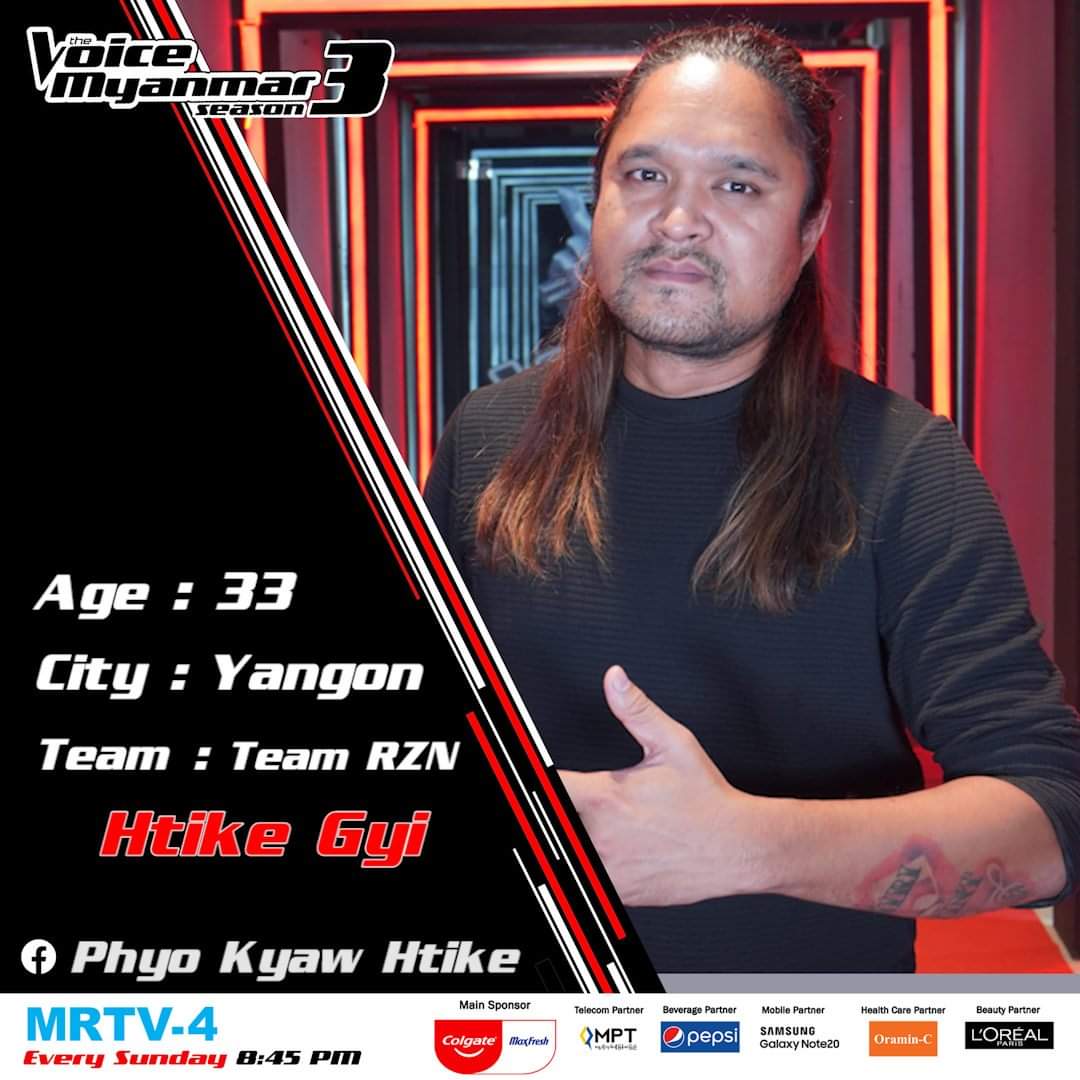 the
Voice
Myanmar 3
season
Age : 33
City : Yangon
Team : Team RZN
Htike Gyi
Phyo Kyaw Htike
MRTV-4
Every Sunday 8:45 PM
Main Sponsor
Colgate MaxFresh
Telecom Partner
MPT
Beverage Partner
pepsi
Mobile Partner
SAMSUNG
Galaxy Note20
Health Care Partner
Oramin-C
Beauty Partner
L'ORÉAL
PARIS